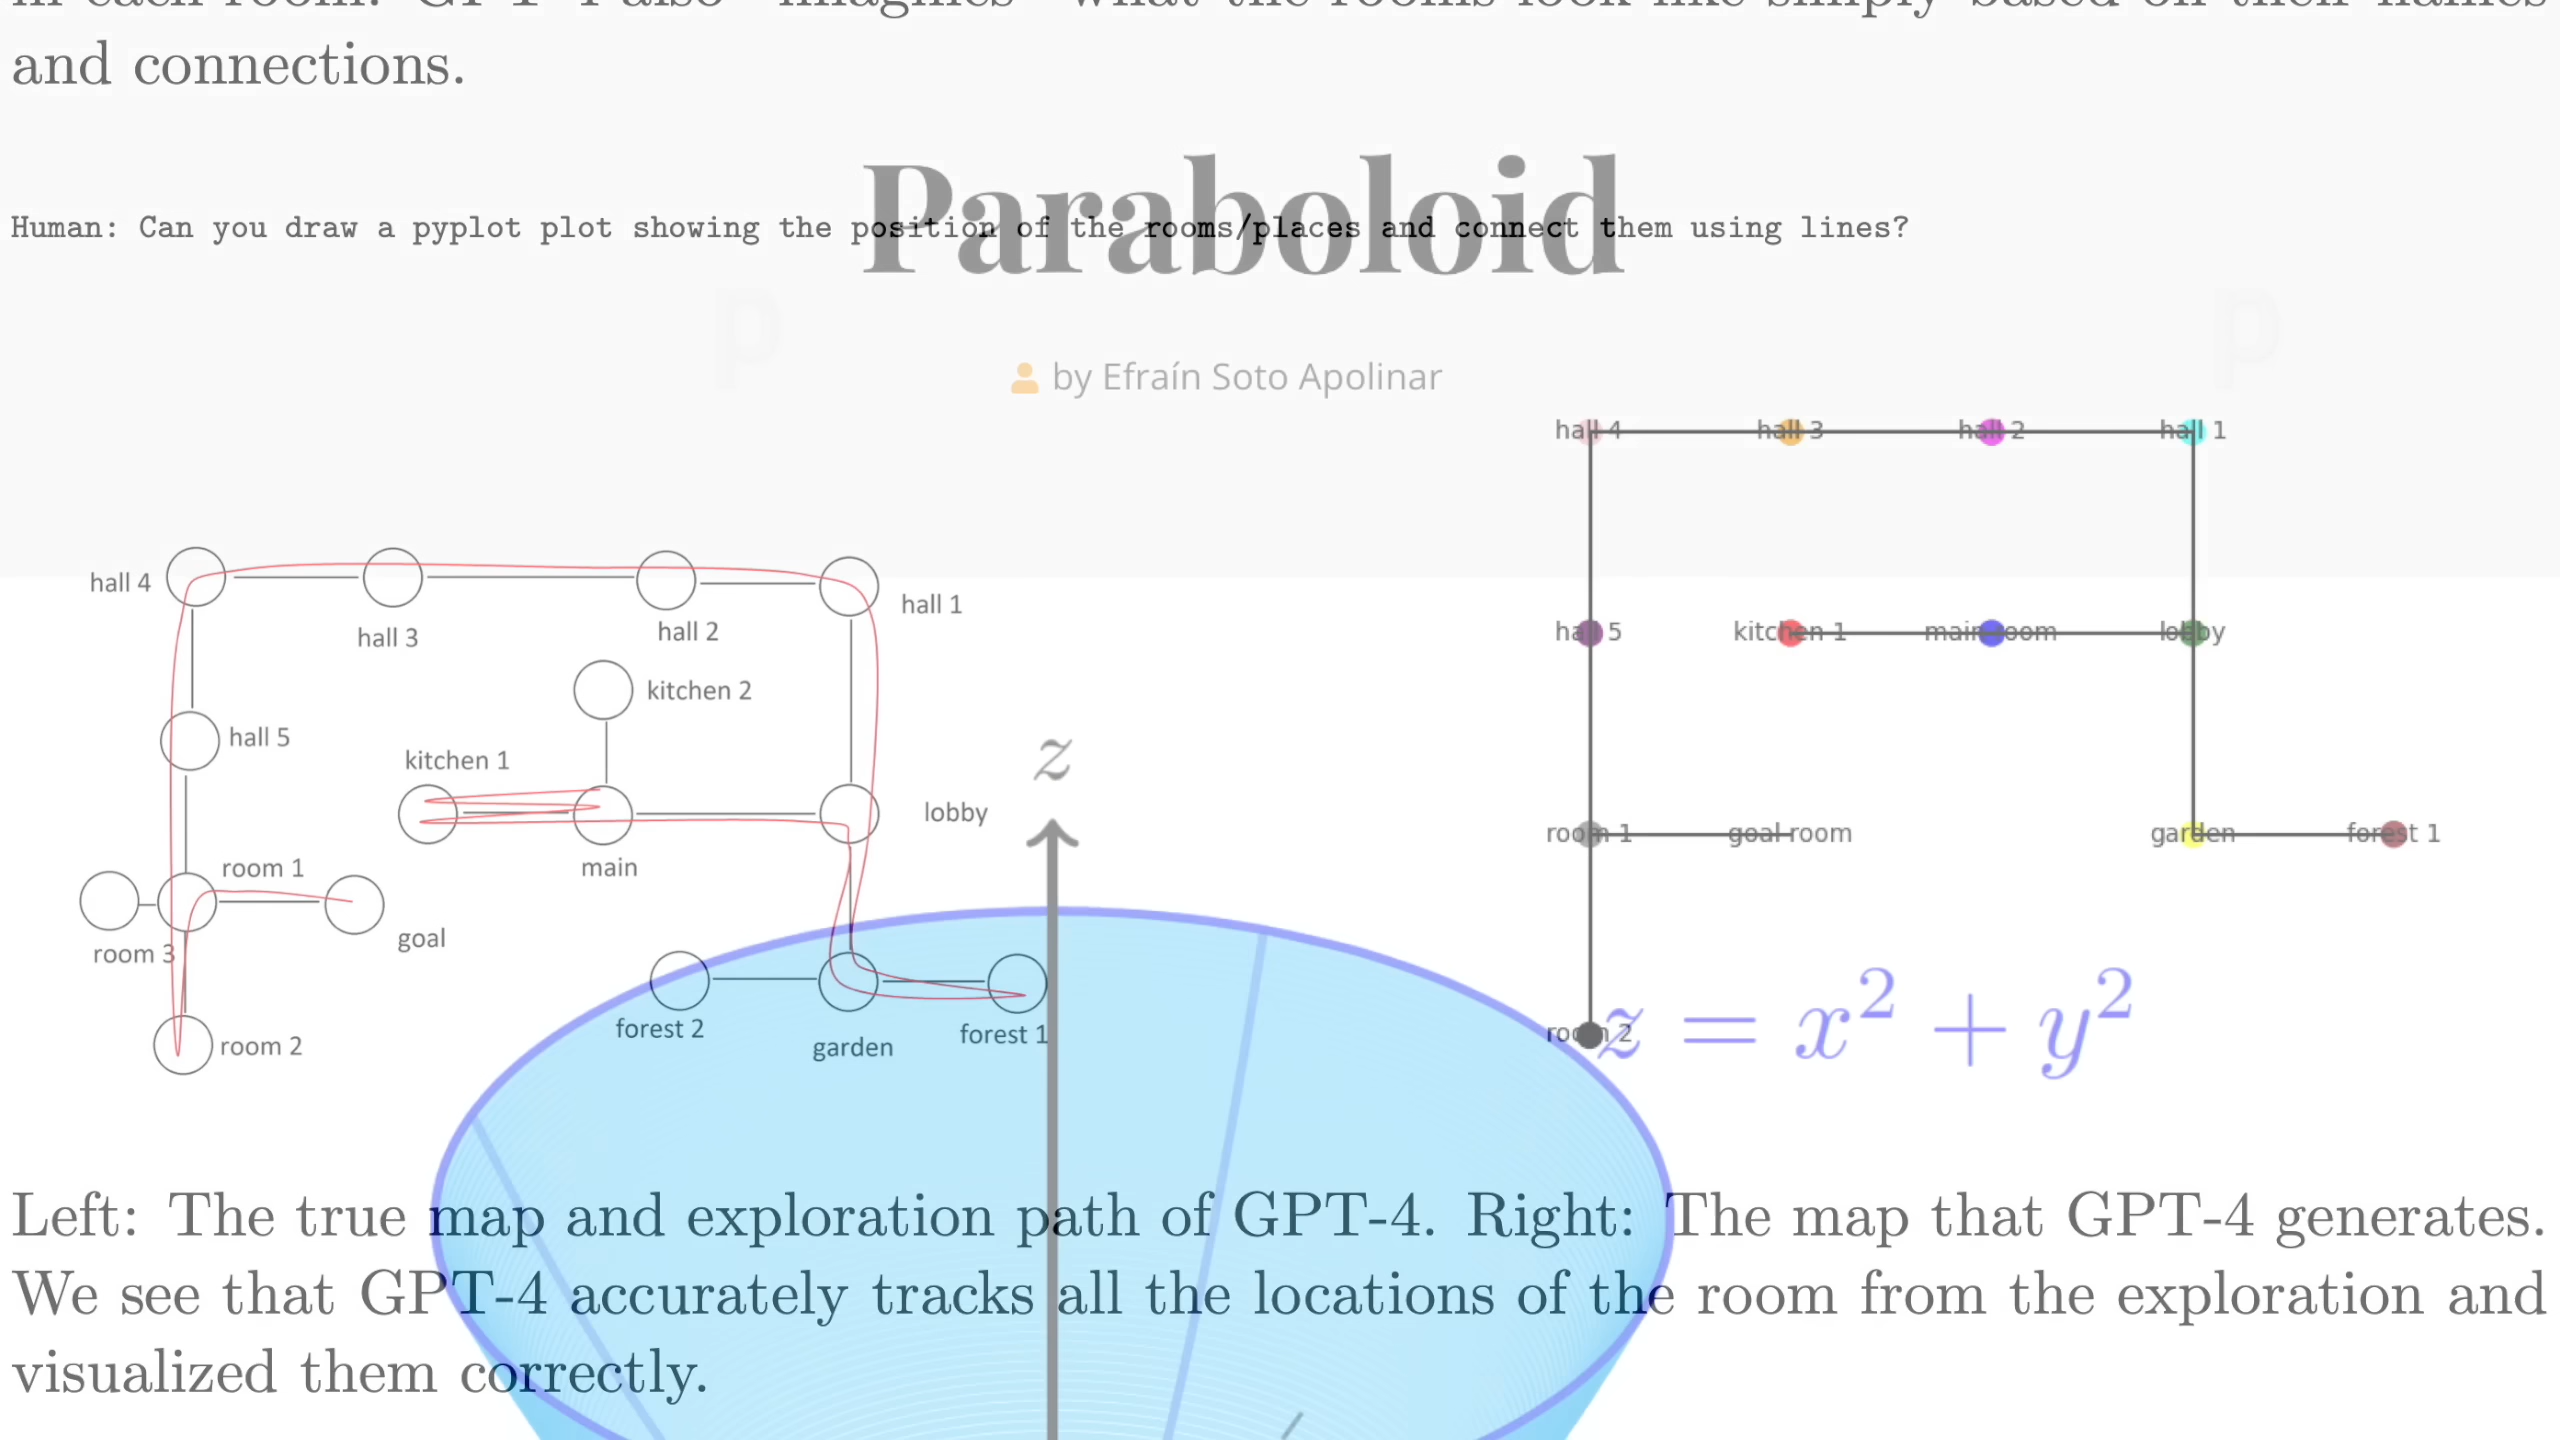 and connections.
Paraboloid
Human: Can you draw a pyplot plot showing the position of the rooms/places and connect them using lines?
p
p
by Efraín Soto Apolinar
hall 4
hall 3
hall 2
hall 1
hall 5
kitchen 2
kitchen 1
main
lobby
room 1
goal
room 3
room 2
forest 2
garden
forest 1
hall 4
hall 3
hall 2
hall 1
hall 5
kitchen 1
main room
lobby
room 1
goal room
garden
forest 1
room 2
z
z = x² + y²
Left: The true map and exploration path of GPT-4. Right: The map that GPT-4 generates.
We see that GPT-4 accurately tracks all the locations of the room from the exploration and
visualized them correctly.